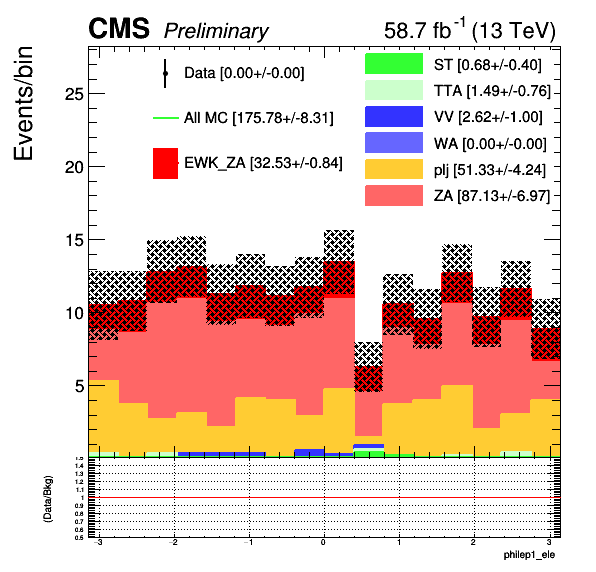 CMS Preliminary 58.7 fb⁻¹ (13 TeV)
Events/bin
Data [0.00+/-0.00]
All MC [175.78+/-8.31]
EWK_ZA [32.53+/-0.84]
ST [0.68+/-0.40]
TTA [1.49+/-0.76]
VV [2.62+/-1.00]
WA [0.00+/-0.00]
plj [51.33+/-4.24]
ZA [87.13+/-6.97]
25
20
15
10
5
(Data/Bkg)
1.5
1.4
1.3
1.2
1.1
1
0.9
0.8
0.7
0.6
0.5
−3 −2 −1 0 1 2 3
philep1_ele